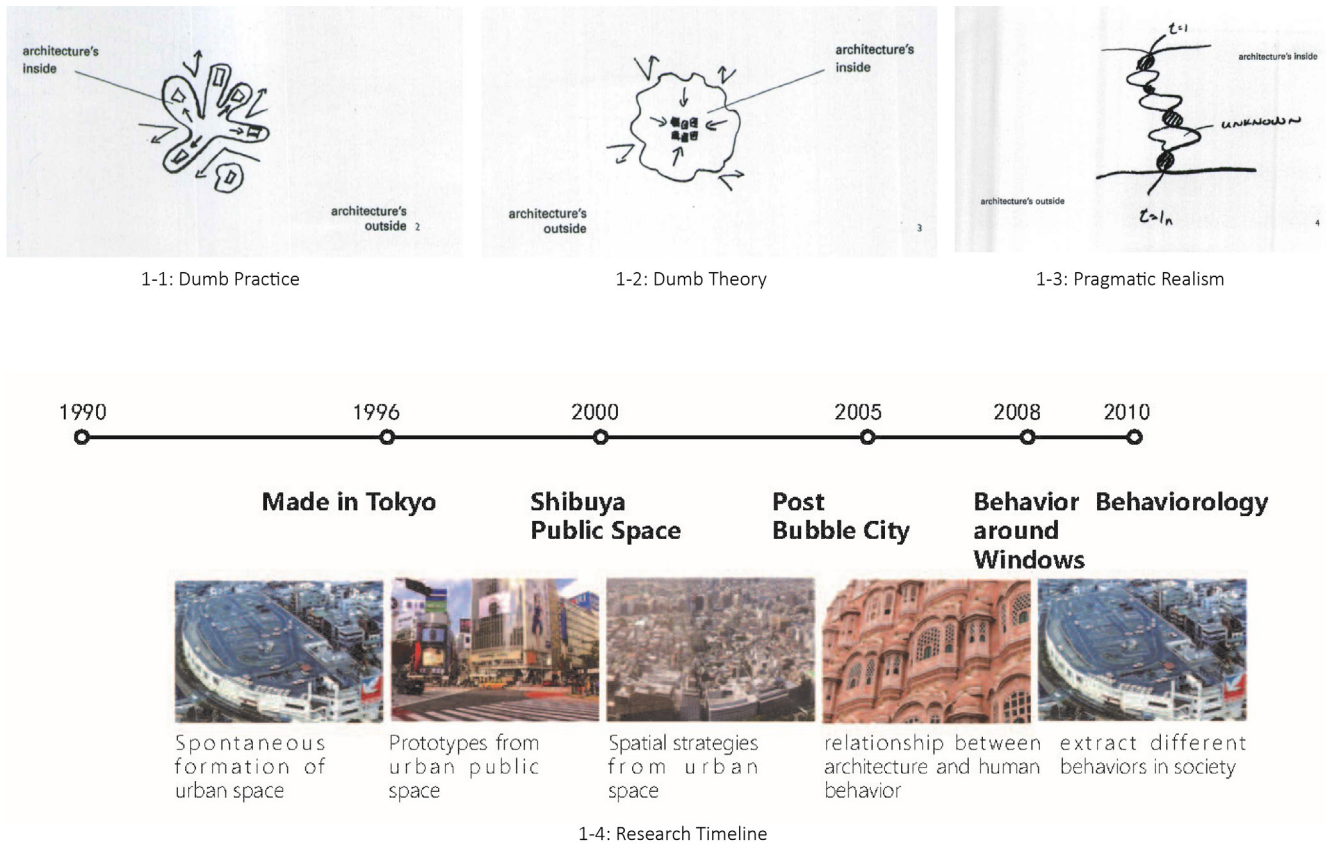 architecture's
inside
architecture's
outside 2
1-1: Dumb Practice
architecture's
inside
architecture's
outside
3
1-2: Dumb Theory
t=1
architecture's inside
UNKNOWN
architecture's outside
t=1n
4
1-3: Pragmatic Realism
1990 1996 2000 2005 2008 2010
Made in Tokyo
Shibuya
Public Space
Post
Bubble City
Behavior
around
Windows
Behaviorology
Spontaneous
formation of
urban space
Prototypes from
urban public
space
Spatial strategies
from urban
space
relationship between
architecture and human
behavior
extract different
behaviors in society
1-4: Research Timeline